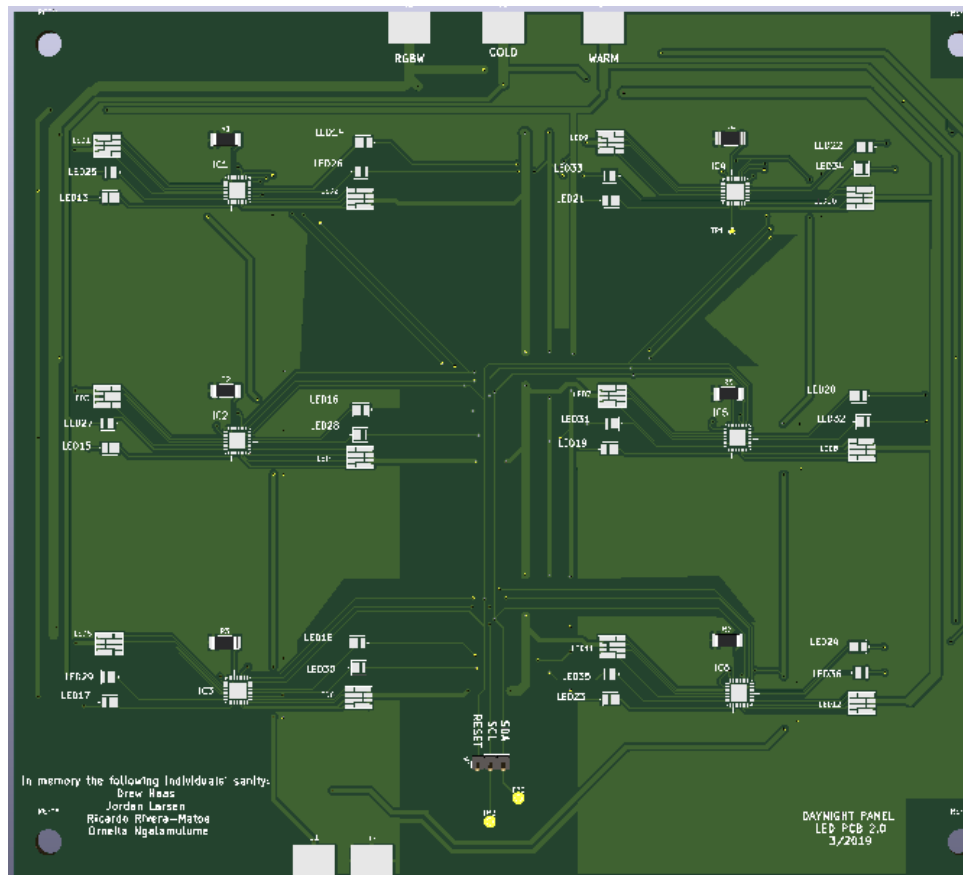 RGBW
COLD
WARM
LED14
LED22
LED25
IC1
LED26
LED33
IC4
LED34
LED13
LED21
TP1
LED16
LED20
LED27
IC2
LED28
LED31
IC5
LED32
LED15
LED19
LED18
LED24
LED29
IC3
LED30
LED35
IC6
LED36
LED17
LED23
LED12
RESET
SCL
SDA
In memory the following individuals' sanity:
Drew Haas
Jordan Larsen
Ricardo Rivera-Matos
Ornella Ngalamulume
DAYNIGHT PANEL
LED PCB 2.0
3/2019